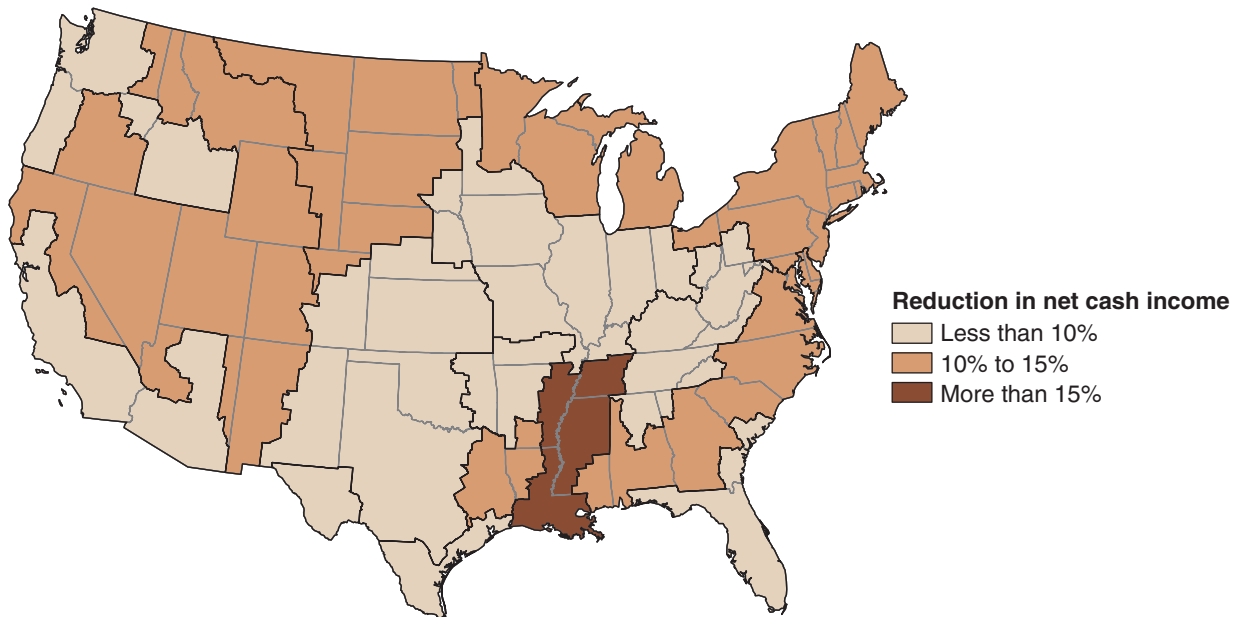 Reduction in net cash income
Less than 10%
10% to 15%
More than 15%